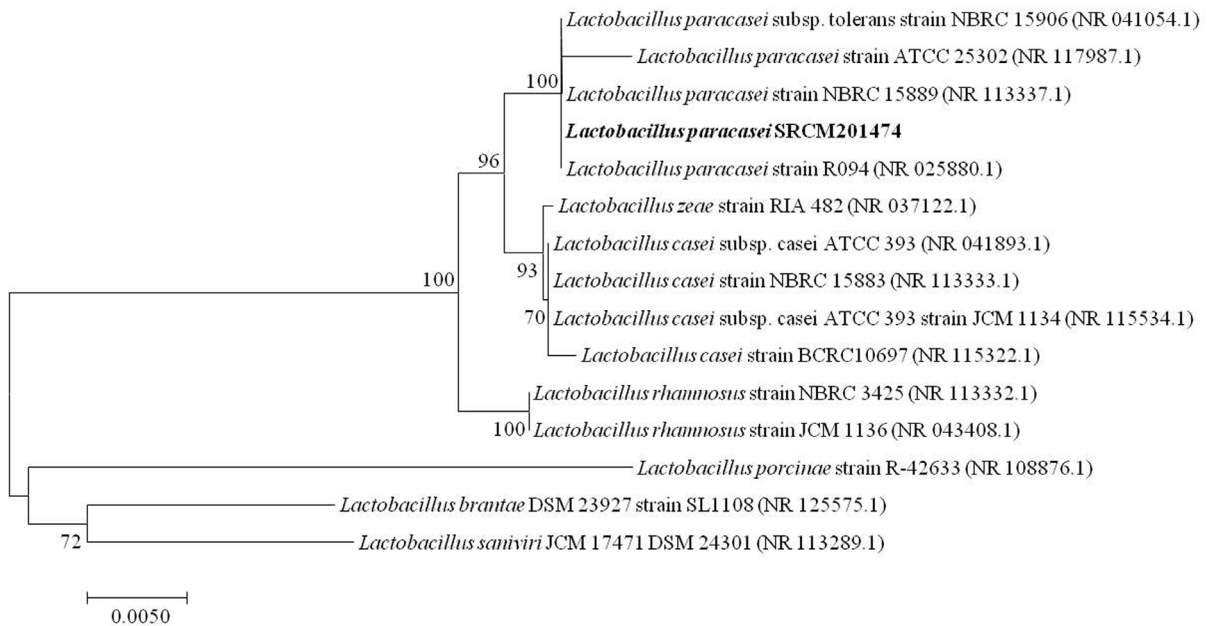 Lactobacillus paracasei subsp. tolerans strain NBRC 15906 (NR 041054.1)
Lactobacillus paracasei strain ATCC 25302 (NR 117987.1)
100
Lactobacillus paracasei strain NBRC 15889 (NR 113337.1)
Lactobacillus paracasei SRCM201474
96
Lactobacillus paracasei strain R094 (NR 025880.1)
Lactobacillus zeae strain RIA 482 (NR 037122.1)
Lactobacillus casei subsp. casei ATCC 393 (NR 041893.1)
93
100
Lactobacillus casei strain NBRC 15883 (NR 113333.1)
70
Lactobacillus casei subsp. casei ATCC 393 strain JCM 1134 (NR 115534.1)
Lactobacillus casei strain BCRC10697 (NR 115322.1)
Lactobacillus rhamnosus strain NBRC 3425 (NR 113332.1)
100
Lactobacillus rhamnosus strain JCM 1136 (NR 043408.1)
Lactobacillus porcinae strain R-42633 (NR 108876.1)
Lactobacillus brantae DSM 23927 strain SL1108 (NR 125575.1)
72
Lactobacillus saniviri JCM 17471 DSM 24301 (NR 113289.1)
0.0050